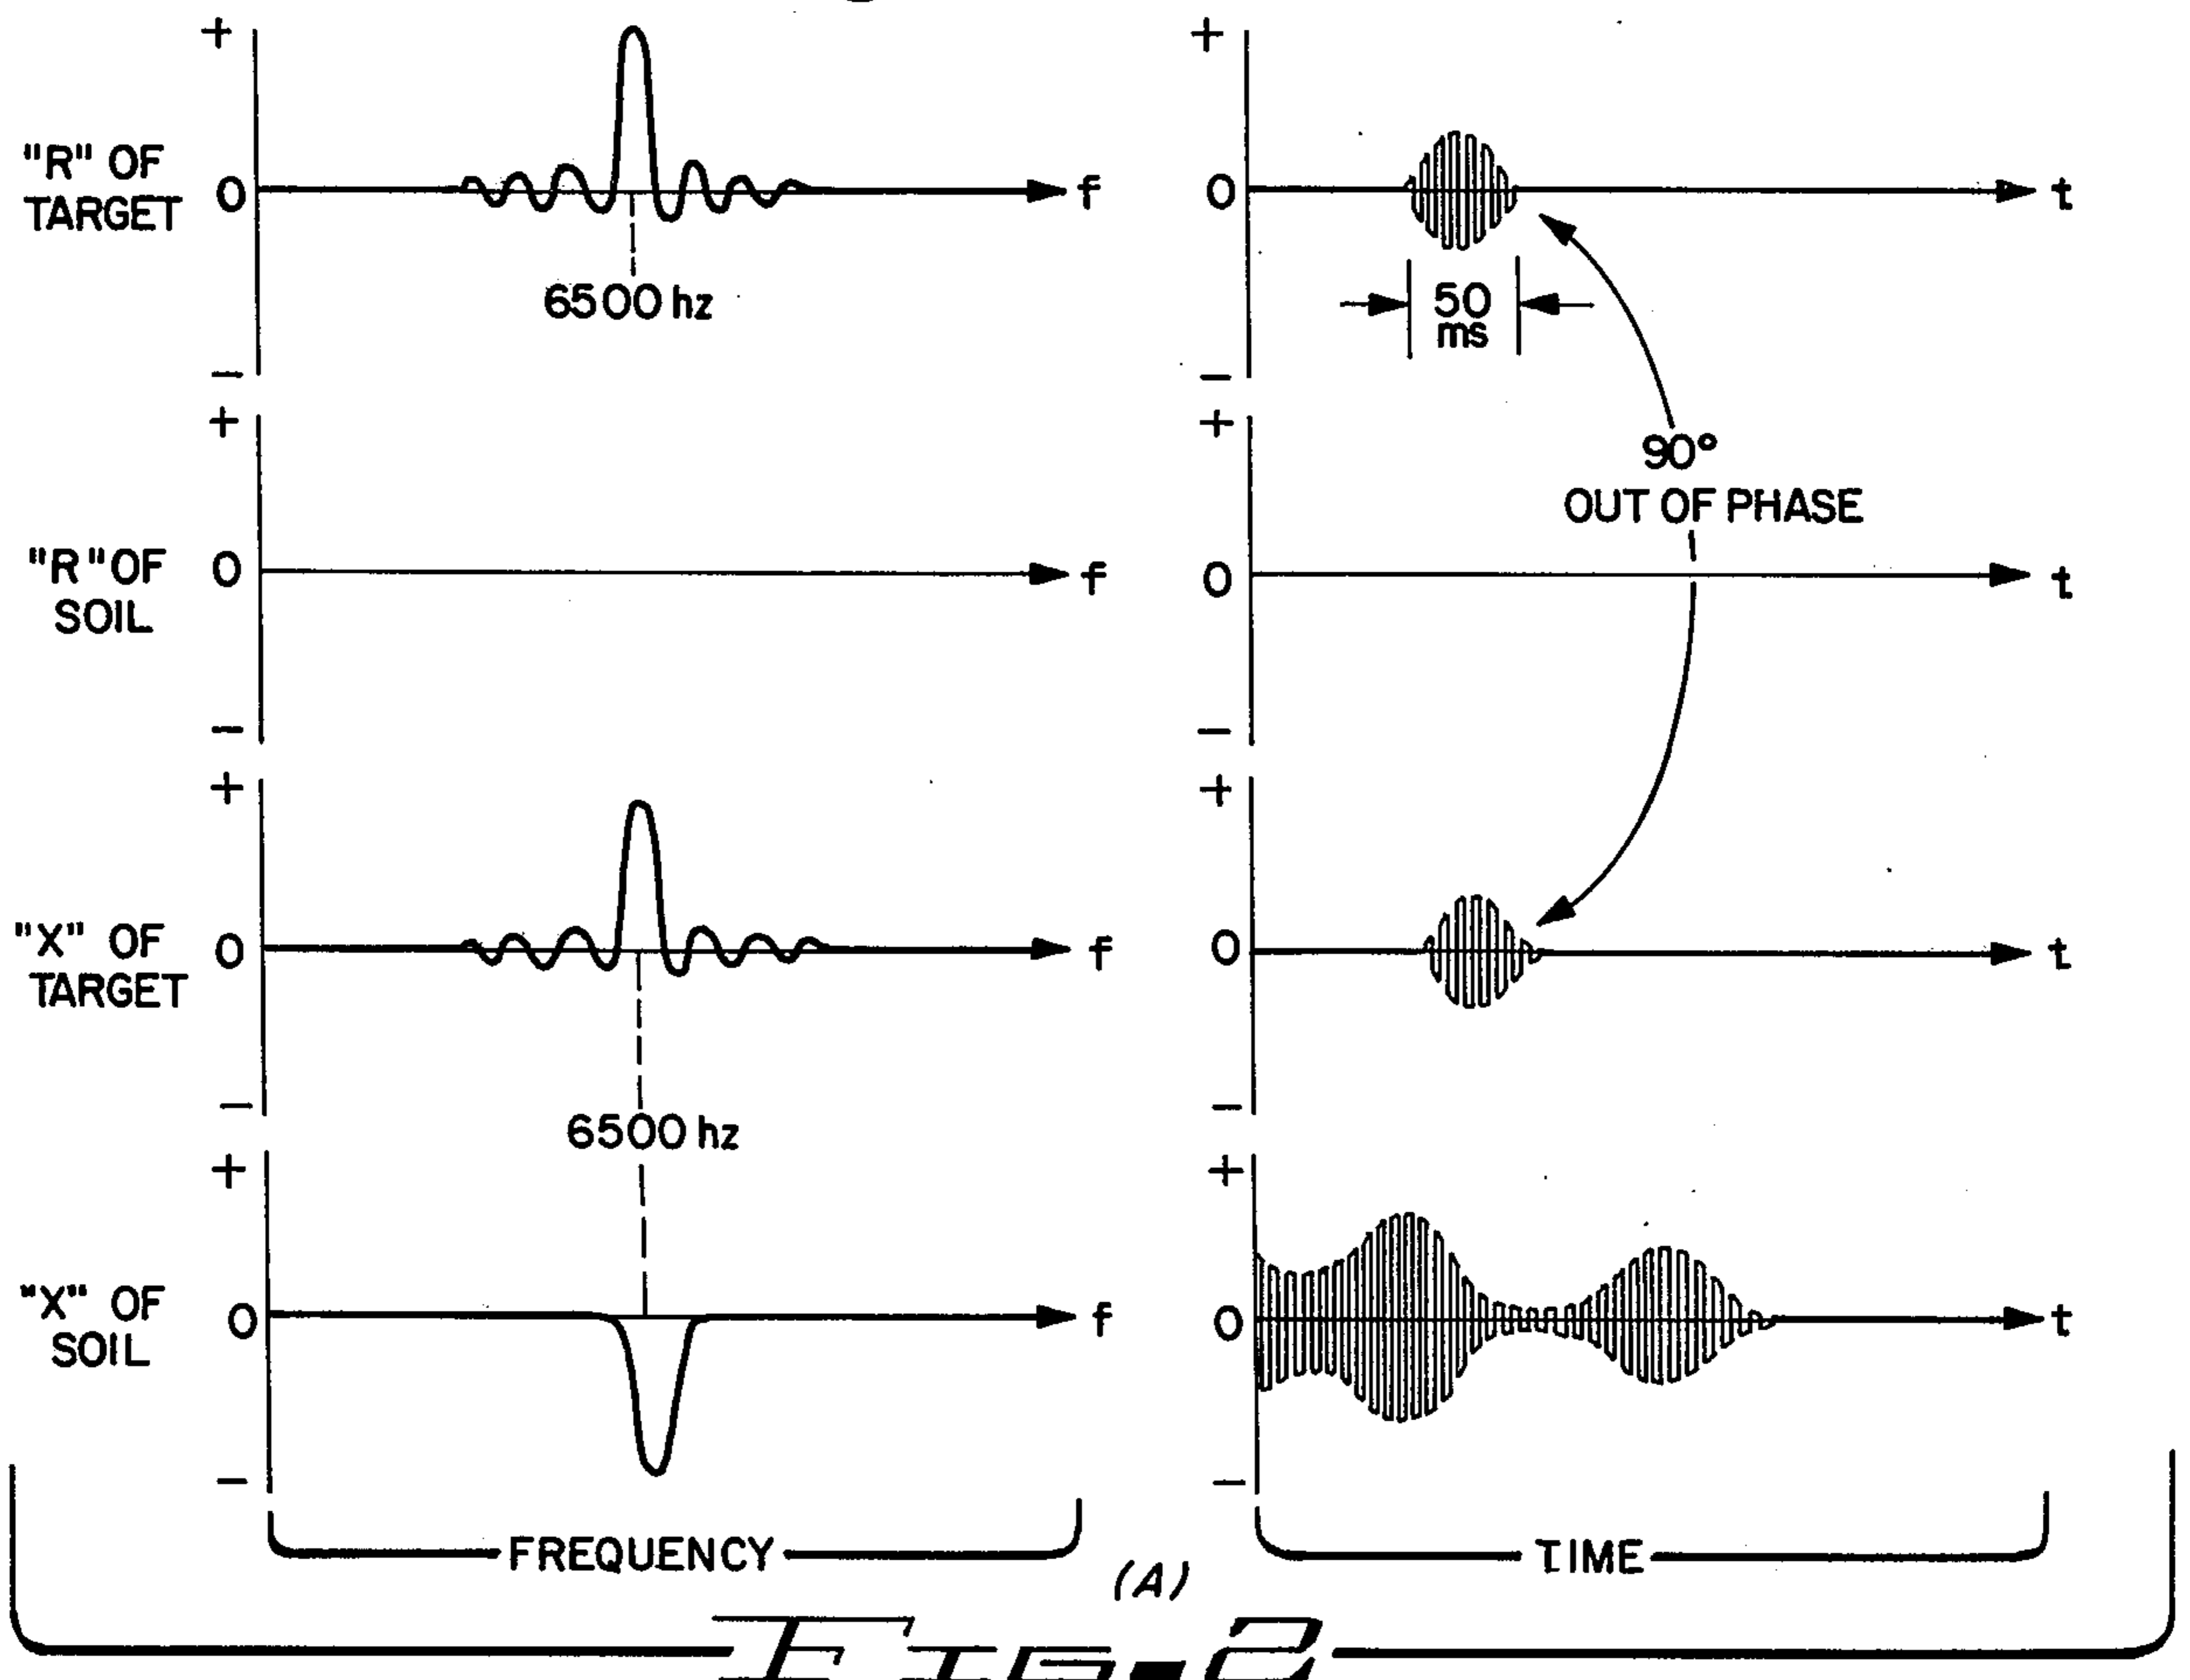 +
"R" OF
TARGET
0
f
6500 hz
−
+
0
t
50
ms
−
90°
OUT OF PHASE
+
"R" OF
SOIL
0
f
−
+
0
t
−
+
"X" OF
TARGET
0
f
−
6500 hz
+
0
t
−
+
"X" OF
SOIL
0
f
−
+
0
t
−
FREQUENCY
TIME
(A)
FIG-2